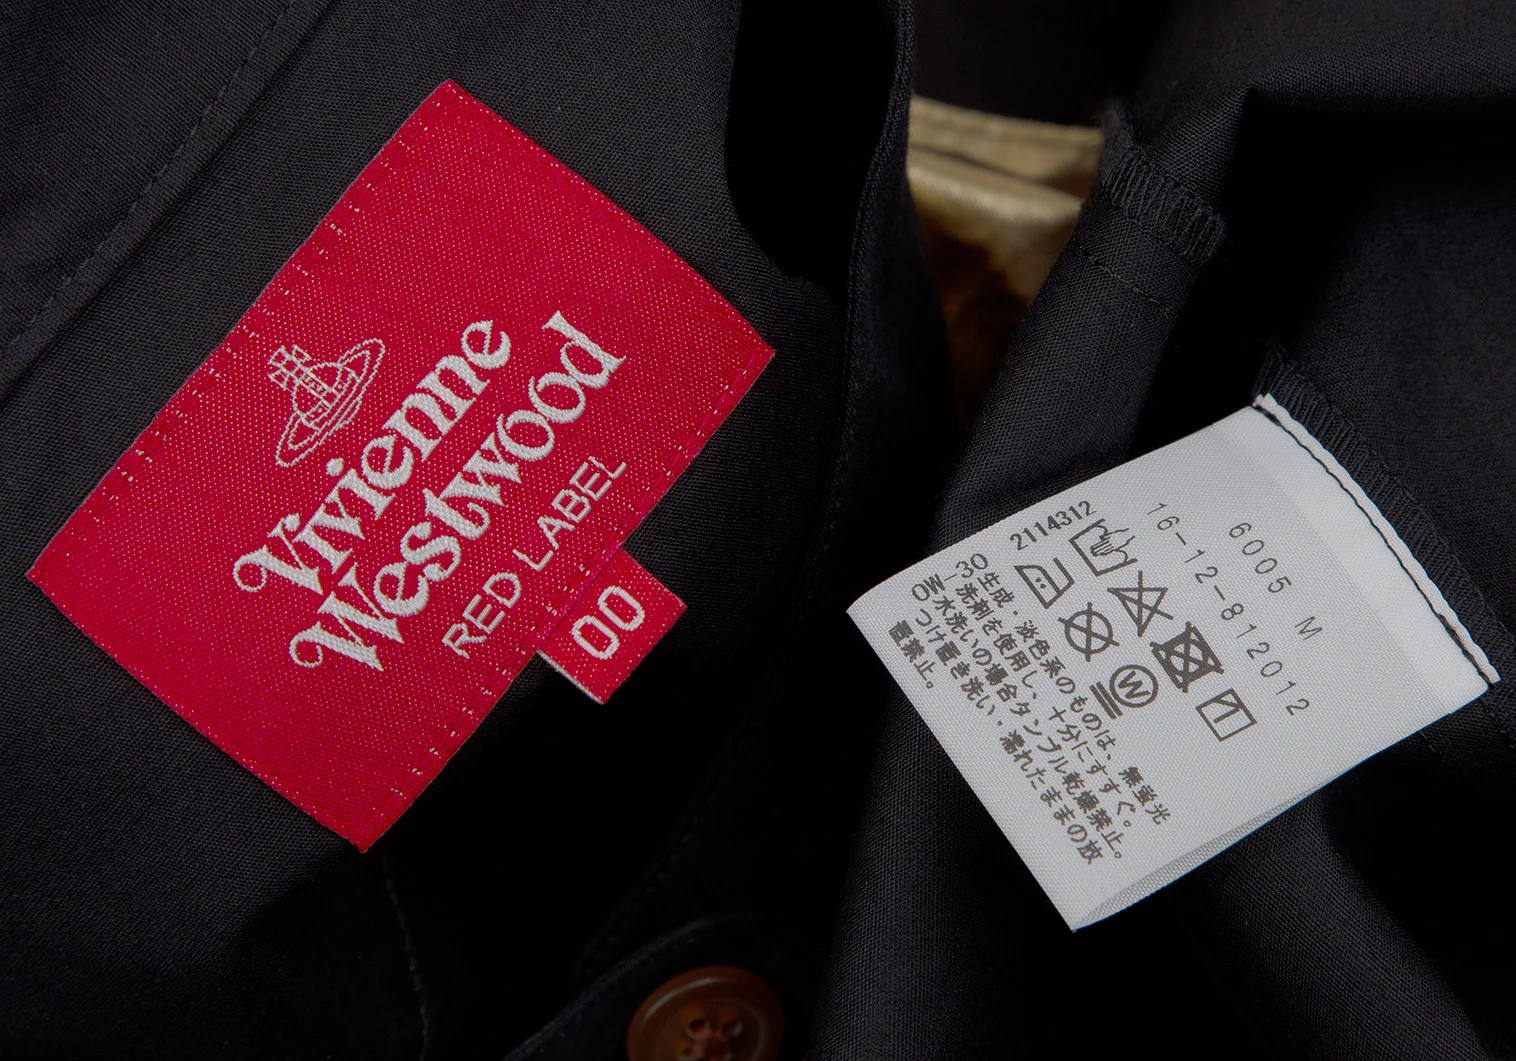 Vivienne
Westwood
RED LABEL
00
6005 M
16-12-812012
2114312
W
OW-30生成・淡色系のものは、無蛍光
洗剤を使用し、十分にすすぐ。
水洗いの場合タンブル乾燥禁止。
つけ置き洗い・濡れたままの放
置禁止。